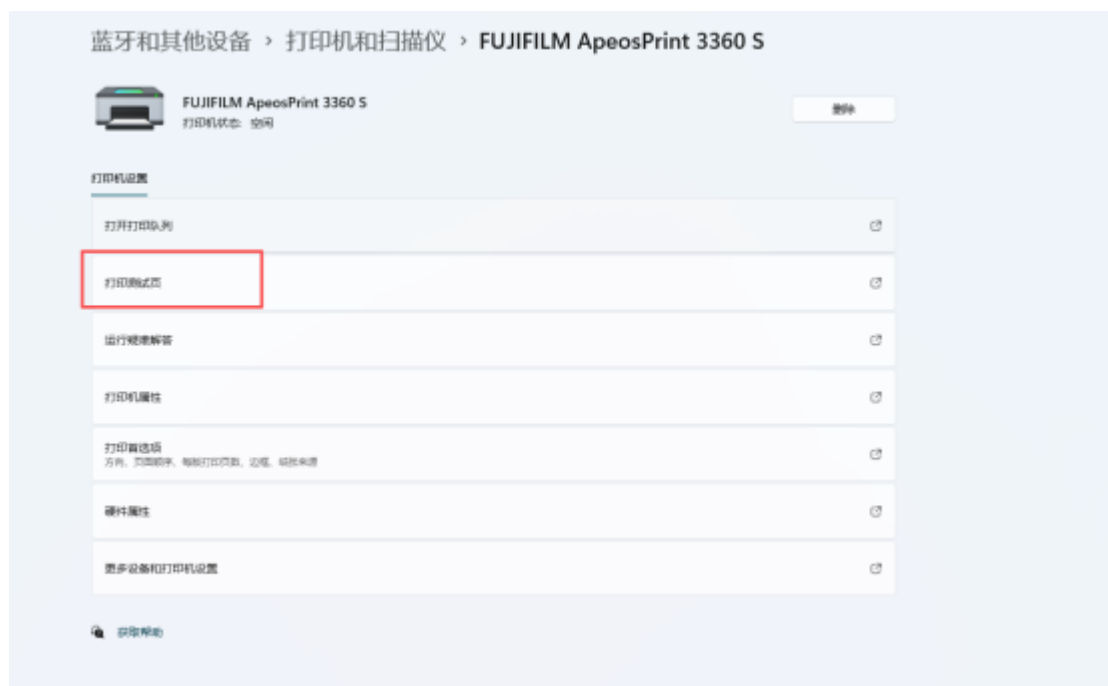 蓝牙和其他设备 › 打印机和扫描仪 › FUJIFILM ApeosPrint 3360 S
FUJIFILM ApeosPrint 3360 S
打印机状态: 空闲
删除
打印机设置
打开打印队列
打印测试页
运行疑难解答
打印机属性
打印首选项
方向、页面顺序、每版打印页数、边框、纸张来源
硬件属性
更多设备和打印机设置
获取帮助